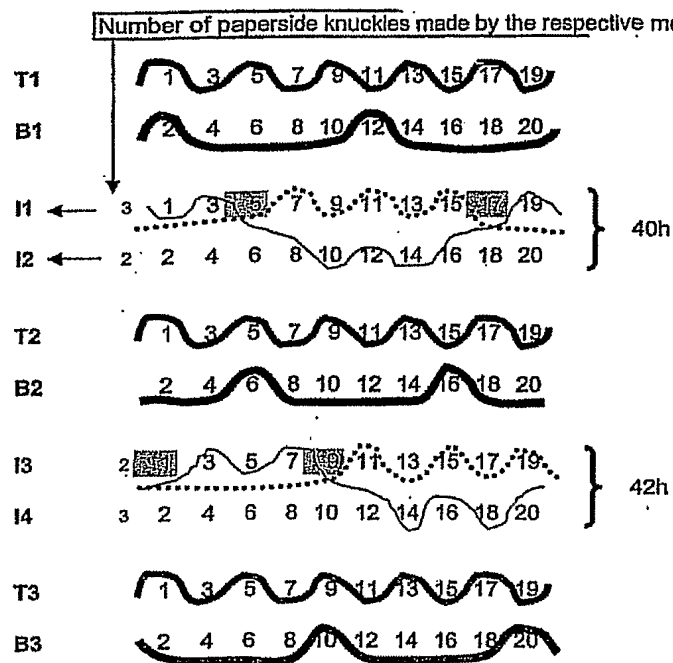 Number of paperside knuckles made by the respective
T1 1 3 5 7 9 11 13 15 17 19
B1 2 4 6 8 10 12 14 16 18 20
I1 3 1 3 5 7 9 11 13 15 17 19
40h
I2 2 2 4 6 8 10 12 14 16 18 20
T2 1 3 5 7 9 11 13 15 17 19
B2 2 4 6 8 10 12 14 16 18 20
I3 2 3 5 7 9 11 13 15 17 19
42h
I4 3 2 4 6 8 10 12 14 16 18 20
T3 1 3 5 7 9 11 13 15 17 19
B3 2 4 6 8 10 12 14 16 18 20